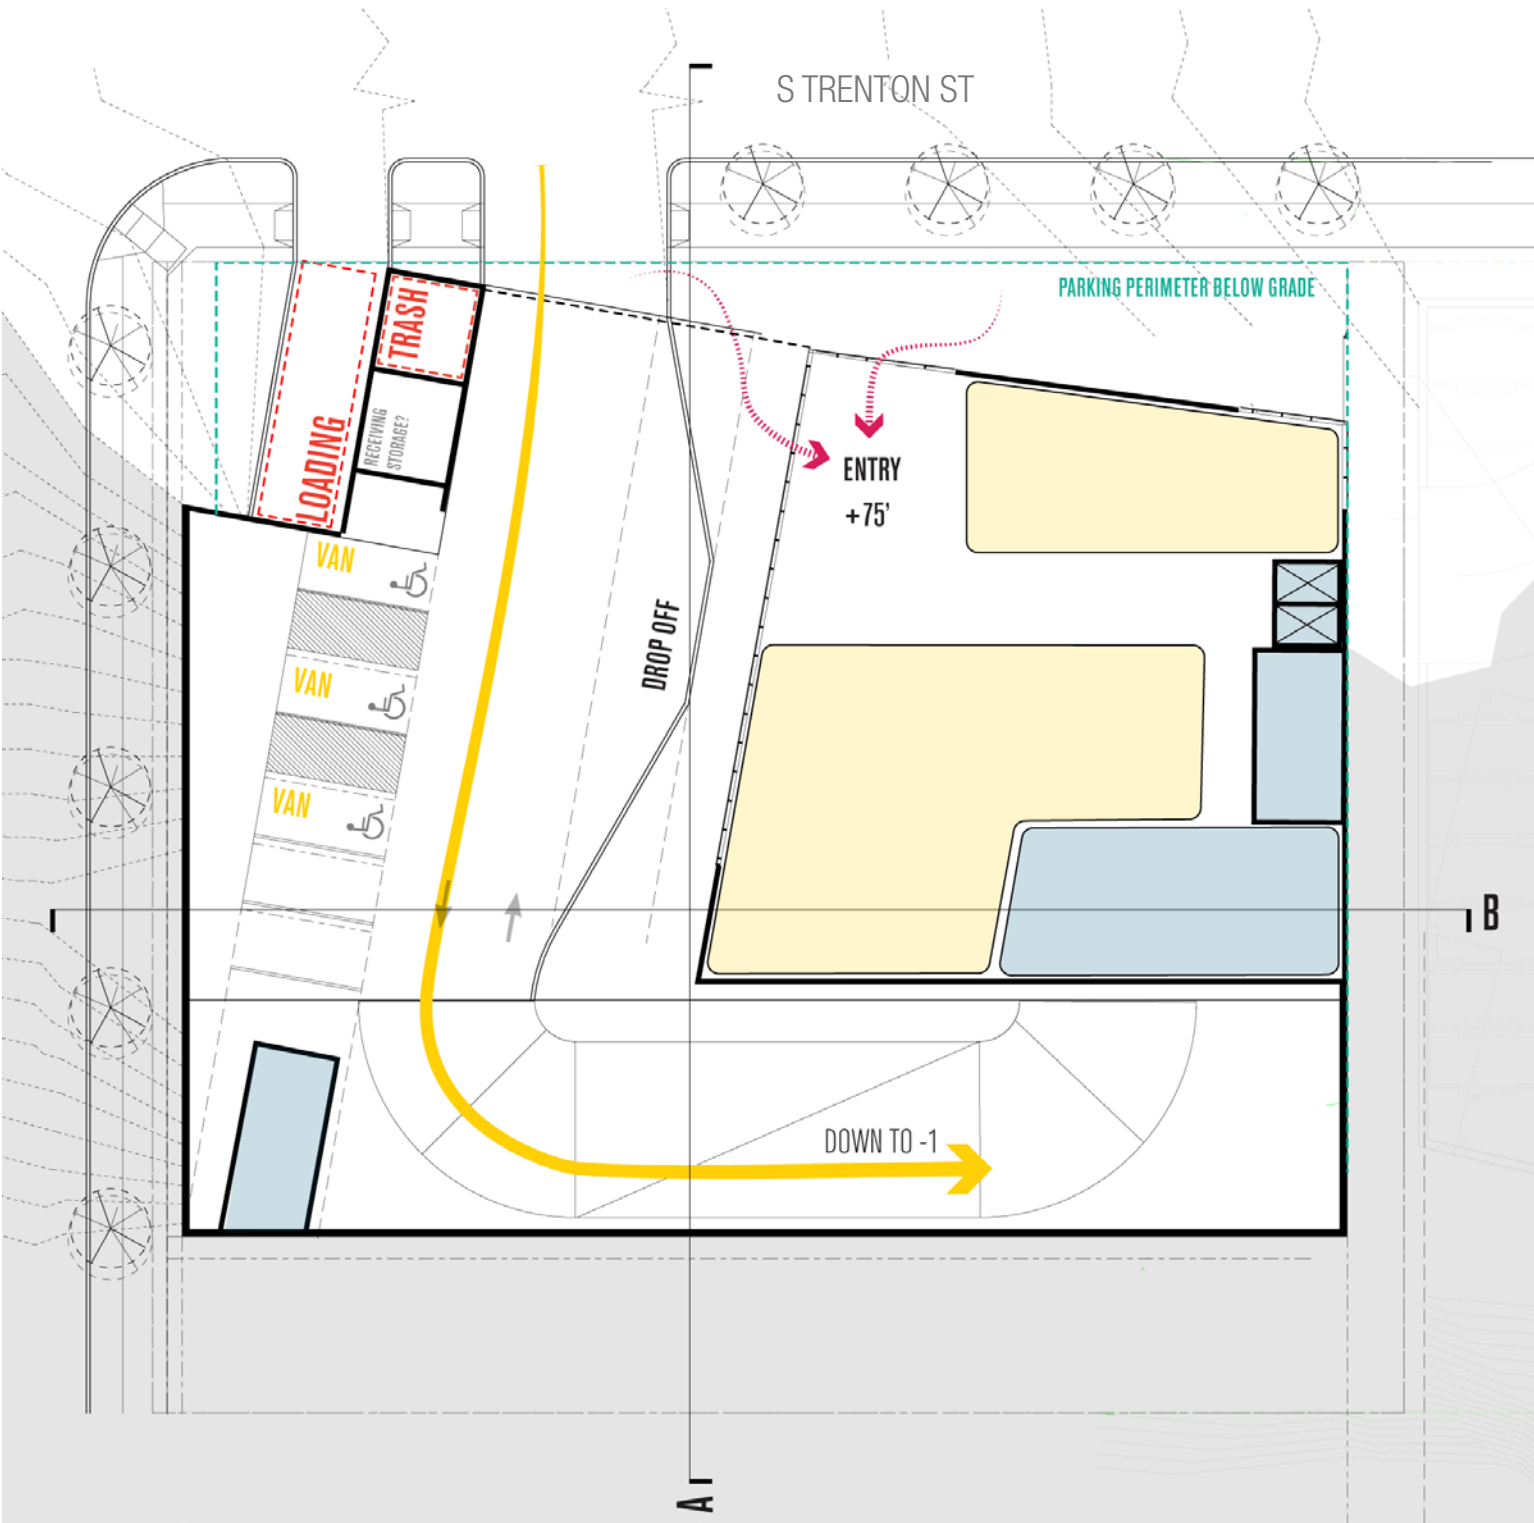 S TRENTON ST
PARKING PERIMETER BELOW GRADE
TRASH
RECEIVING
STORAGE?
LOADING
ENTRY
+75'
VAN
VAN
VAN
DROP OFF
B
DOWN TO -1
A